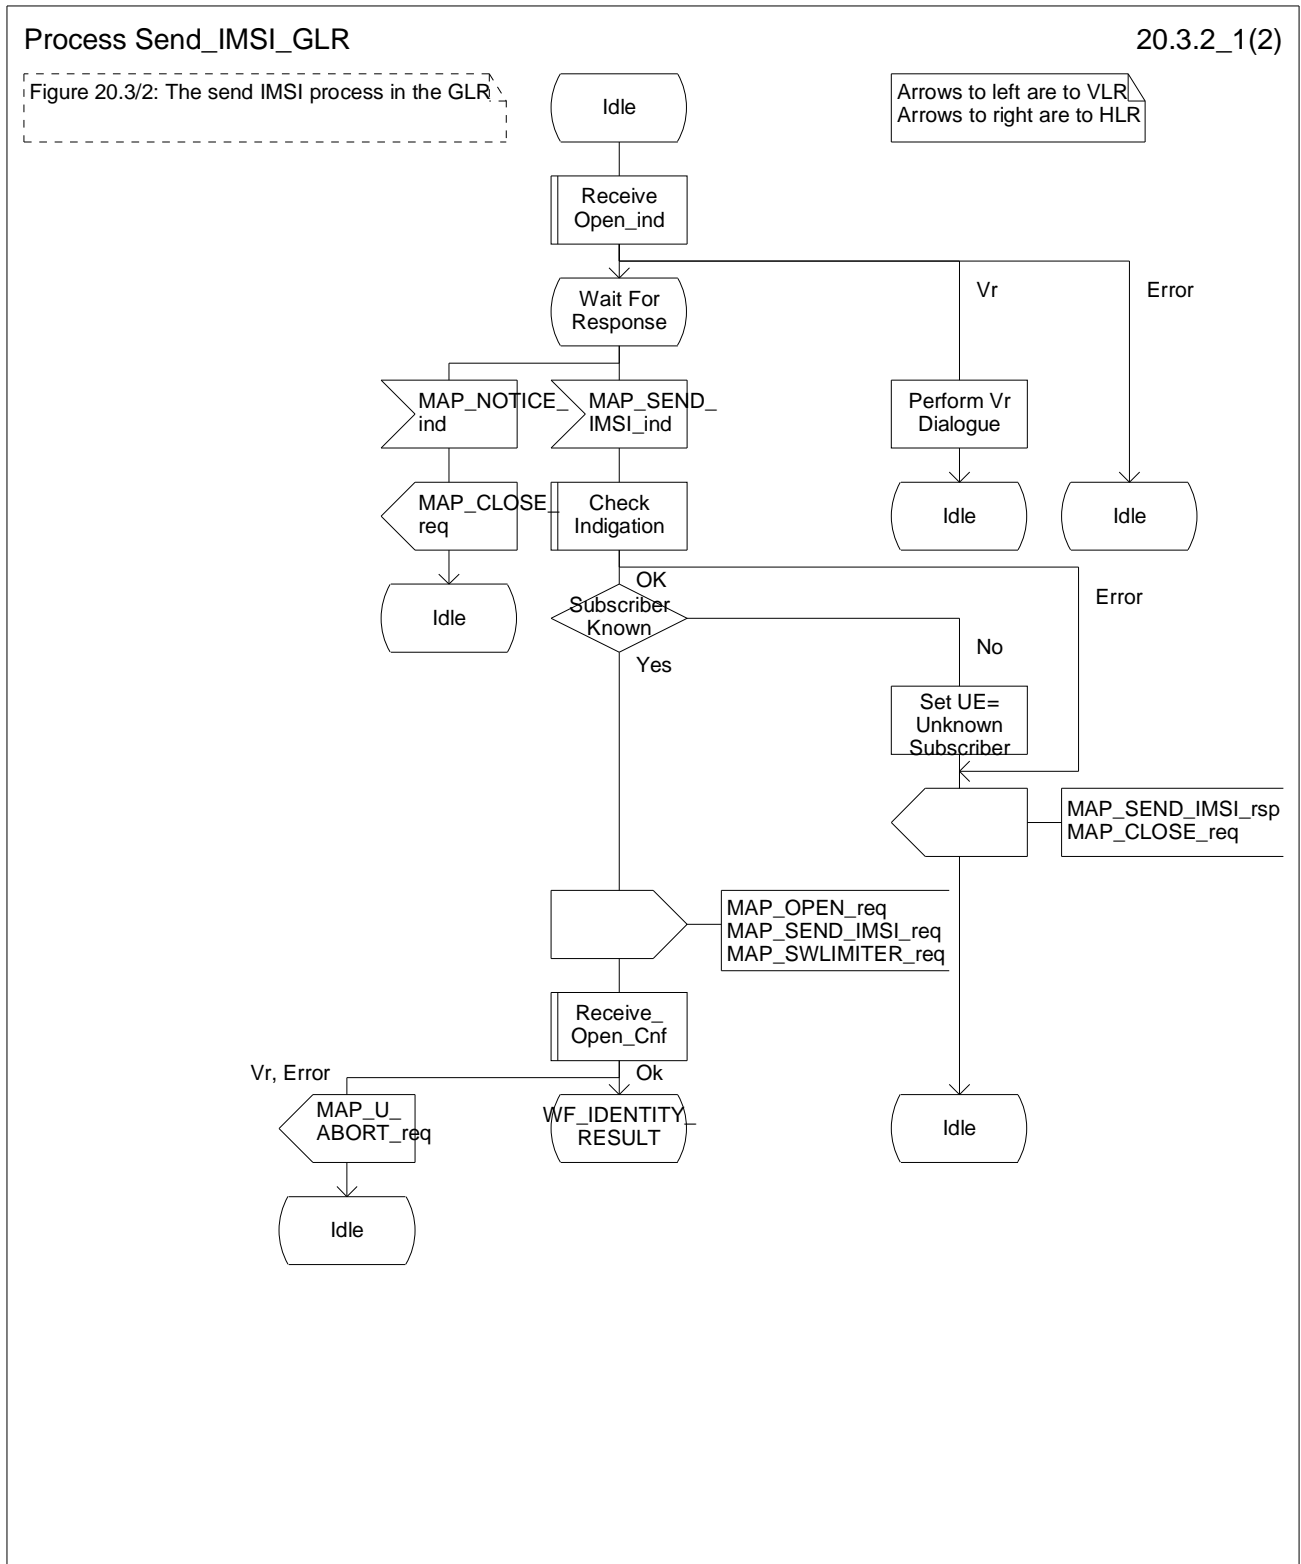 Process Send_IMSI_GLR
20.3.2_1(2)
Figure 20.3/2: The send IMSI process in the GLR
Idle
Arrows to left are to VLR
Arrows to right are to HLR
Receive
Open_ind
Vr
Error
Wait For
Response
MAP_NOTICE_
ind
MAP_SEND_
IMSI_ind
Perform Vr
Dialogue
MAP_CLOSE_
req
Check
Indigation
Idle
Idle
OK
Error
Idle
Subscriber
Known
No
Yes
Set UE=
Unknown
Subscriber
MAP_SEND_IMSI_rsp
MAP_CLOSE_req
MAP_OPEN_req
MAP_SEND_IMSI_req
MAP_SWLIMITER_req
Receive_
Open_Cnf
Vr, Error
Ok
MAP_U_
ABORT_req
WF_IDENTITY_
RESULT
Idle
Idle